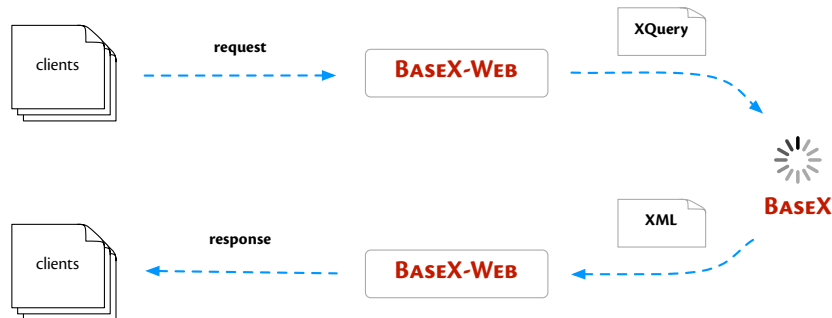 clients
request
BaseX-Web
XQuery
BaseX
XML
BaseX-Web
response
clients